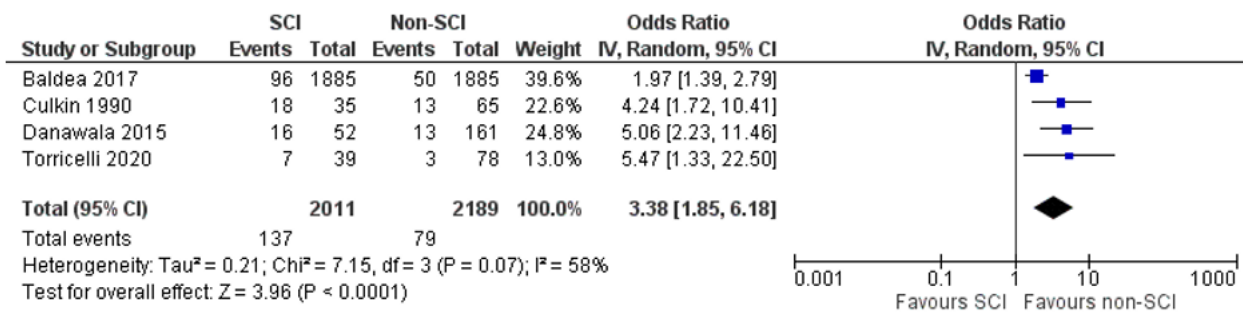 SCI Non-SCI Odds Ratio Odds Ratio
Study or Subgroup Events Total Events Total Weight IV, Random, 95% CI IV, Random, 95% CI
Baldea 2017 96 1885 50 1885 39.6% 1.97 [1.39, 2.79]
Culkin 1990 18 35 13 65 22.6% 4.24 [1.72, 10.41]
Danawala 2015 16 52 13 161 24.8% 5.06 [2.23, 11.46]
Torricelli 2020 7 39 3 78 13.0% 5.47 [1.33, 22.50]
Total (95% CI) 2011 2189 100.0% 3.38 [1.85, 6.18]
Total events 137 79
Heterogeneity: Tau² = 0.21; Chi² = 7.15, df = 3 (P = 0.07); I² = 58%
Test for overall effect: Z = 3.96 (P < 0.0001)
0.001 0.1 1 10 1000
Favours SCI Favours non-SCI